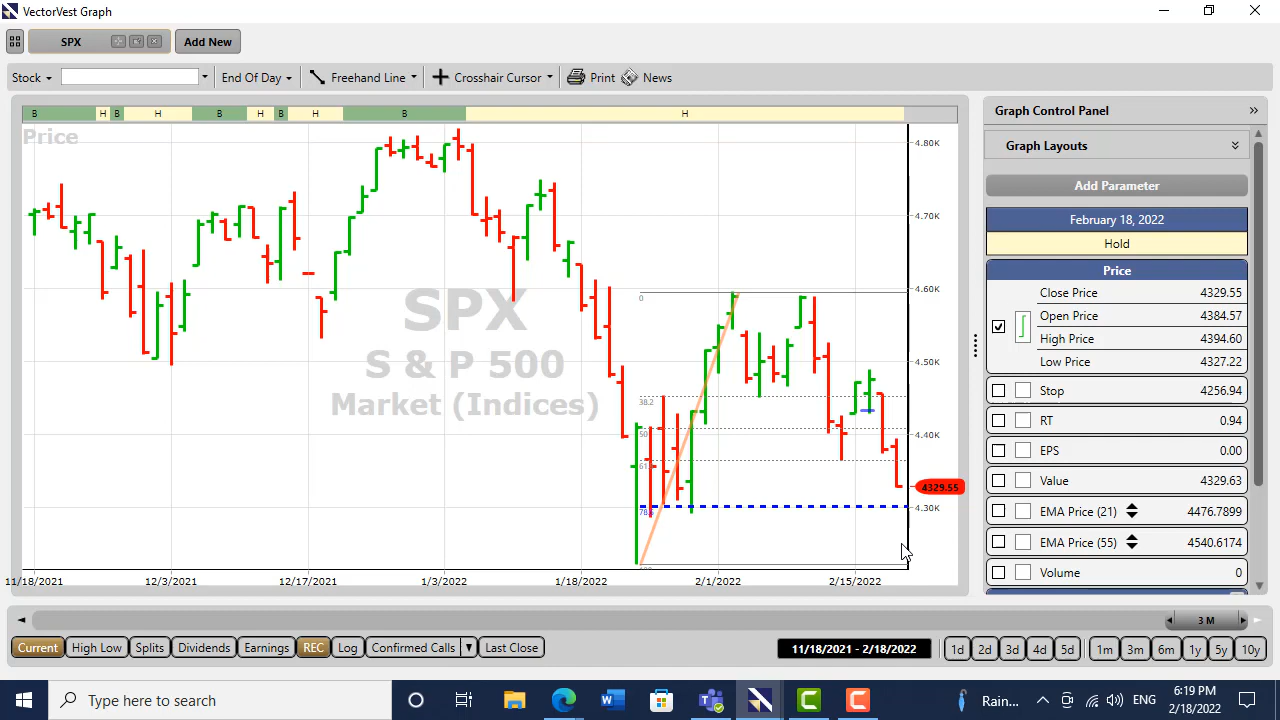 VectorVest Graph
SPX
Add New
Stock
End Of Day
Freehand Line
Crosshair Cursor
Print
News
B H B H B H B H B H
Price
SPX
S & P 500
Market (Indices)
4.80K
4.70K
4.60K
4.50K
4.40K
4329.55
4.30K
0
38.2
50
11/18/2021
12/3/2021
12/17/2021
1/3/2022
1/18/2022
2/1/2022
2/15/2022
Graph Control Panel
Graph Layouts
Add Parameter
February 18, 2022
Hold
Price
Close Price 4329.55
Open Price 4384.57
High Price 4394.60
Low Price 4327.22
Stop 4256.94
RT 0.94
EPS 0.00
Value 4329.63
EMA Price (21) 4476.7899
EMA Price (55) 4540.6174
Volume 0
3 M
Current High Low Splits Dividends Earnings REC Log Confirmed Calls Last Close
11/18/2021 - 2/18/2022
1d 2d 3d 4d 5d 1m 3m 6m 1y 5y 10y
Type here to search
Rain...
ENG
6:19 PM
2/18/2022